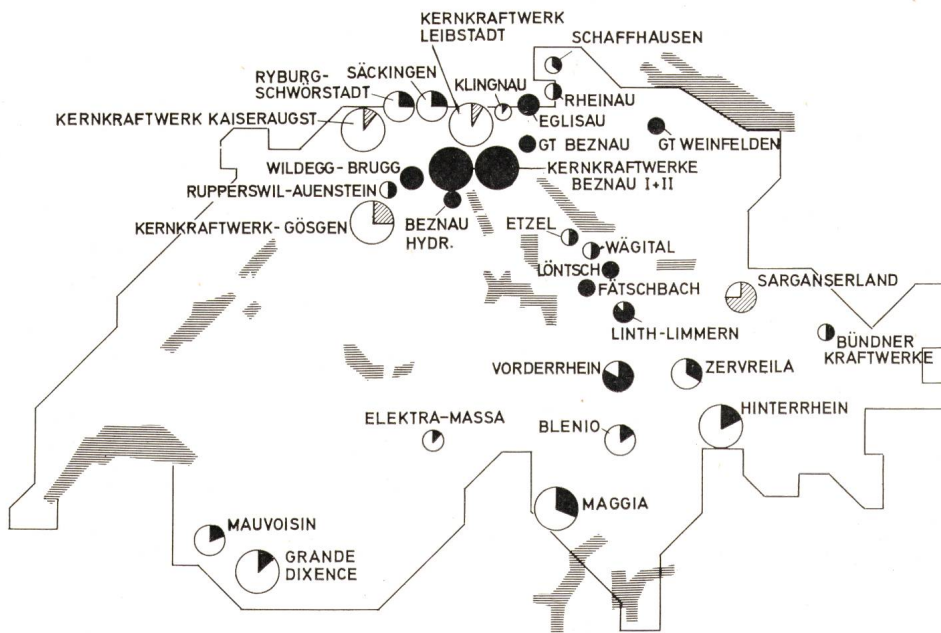 KERNKRAFTWERK
LEIBSTADT
SCHAFFHAUSEN
RYBURG-
SCHWÖRSTADT
SÄCKINGEN
KLINGNAU
RHEINAU
EGLISAU
KERNKRAFTWERK KAISERAUGST
GT BEZNAU
GT WEINFELDEN
WILDEGG-BRUGG
KERNKRAFTWERKE
BEZNAU I+II
RUPPERSWIL-AUENSTEIN
KERNKRAFTWERK-GÖSGEN
BEZNAU
HYDR.
ETZEL
WÄGITAL
LÖNTSCH
FÄTSCHBACH
SARGANSERLAND
LINTH-LIMMERN
BÜNDNER
KRAFTWERKE
VORDERRHEIN
ZERVREILA
HINTERRHEIN
ELEKTRA-MASSA
BLENIO
MAGGIA
MAUVOISIN
GRANDE
DIXENCE